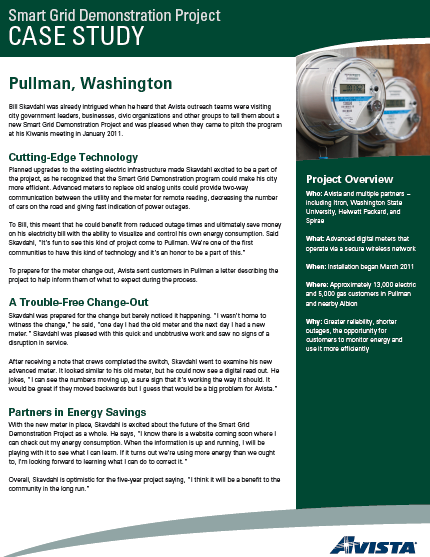 Smart Grid Demonstration Project
CASE STUDY
Pullman, Washington
Bill Skavdahl was already intrigued when he heard that Avista outreach teams were visiting
city government leaders, businesses, civic organizations and other groups to tell them about a
new Smart Grid Demonstration Project and was pleased when they came to pitch the program
at his Kiwanis meeting in January 2011.
Cutting-Edge Technology
Planned upgrades to the existing electric infrastructure made Skavdahl excited to be a part of
the project, as he recognized that the Smart Grid Demonstration program could make his city
more efficient. Advanced meters to replace old analog units could provide two-way
communication between the utility and the meter for remote reading, decreasing the number
of cars on the road and giving fast indication of power outages.
To Bill, this meant that he could benefit from reduced outage times and ultimately save money
on his electricity bill with the ability to visualize and control his own energy consumption. Said
Skavdahl, "It's fun to see this kind of project come to Pullman. We're one of the first
communities to have this kind of technology and it's an honor to be a part of this."
To prepare for the meter change out, Avista sent customers in Pullman a letter describing the
project to help inform them of what to expect during the process.
A Trouble-Free Change-Out
Skavdahl was prepared for the change but barely noticed it happening. "I wasn't home to
witness the change," he said, "one day I had the old meter and the next day I had a new
meter." Skavdahl was pleased with this quick and unobtrusive work and saw no signs of a
disruption in service.
After receiving a note that crews completed the switch, Skavdahl went to examine his new
advanced meter. It looked similar to his old meter, but he could now see a digital read out. He
jokes, "I can see the numbers moving up, a sure sign that it's working the way it should. It
would be great if they moved backwards but I guess that would be a big problem for Avista."
Partners in Energy Savings
With the new meter in place, Skavdahl is excited about the future of the Smart Grid
Demonstration Project as a whole. He says, "I know there is a website coming soon where I
can check out my energy consumption. When the information is up and running, I will be
playing with it to see what I can learn. If it turns out we're using more energy than we ought
to, I'm looking forward to learning what I can do to correct it."
Overall, Skavdahl is optimistic for the five-year project saying, "I think it will be a benefit to the
community in the long run."
Project Overview
Who: Avista and multiple partners –
including Itron, Washington State
University, Helwett Packard, and
Spirae
What: Advanced digital meters that
operate via a secure wireless network
When: Installation began March 2011
Where: Approximately 13,000 electric
and 5,000 gas customers in Pullman
and nearby Albion
Why: Greater reliability, shorter
outages, the opportunity for
customers to monitor energy and
use it more efficiently
AVISTA